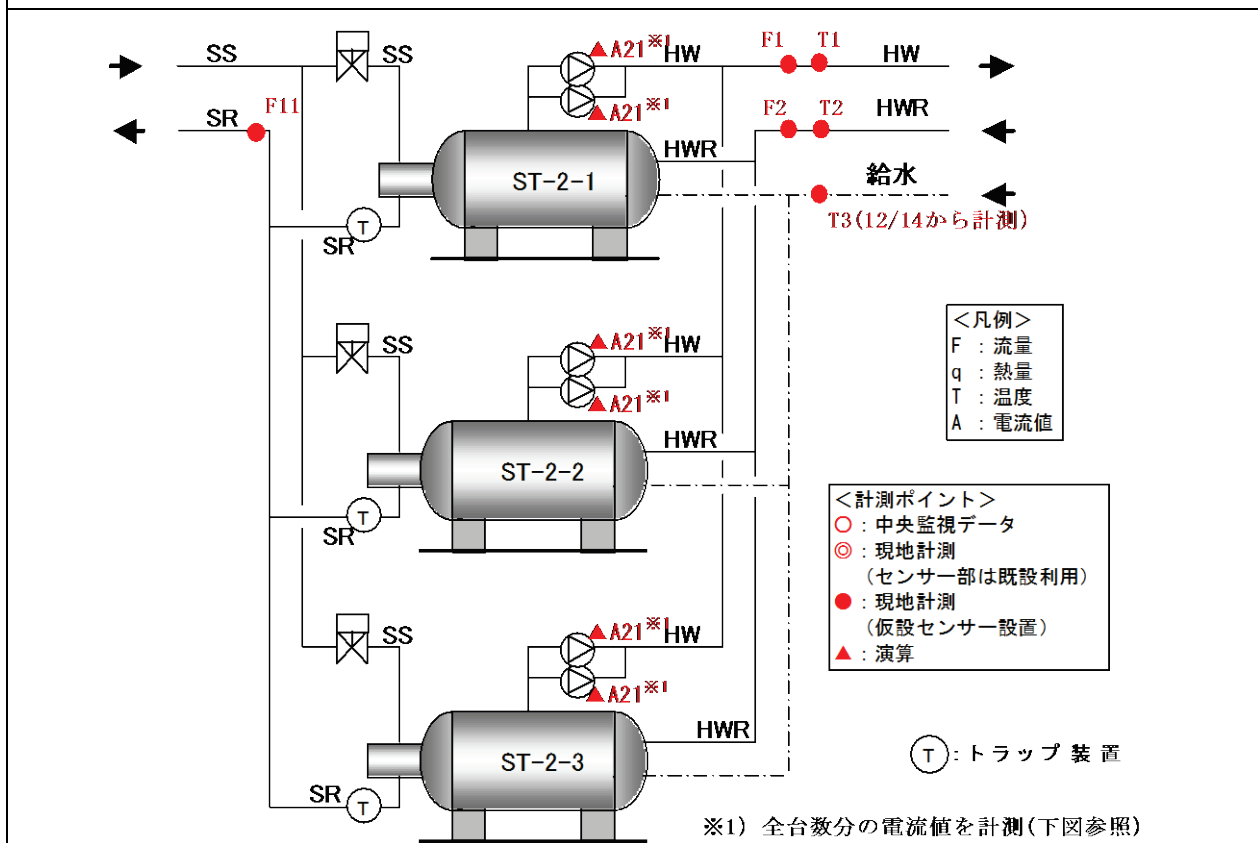 SS
SS
A21※1
HW
F1
T1
HW
SR
F11
A21※1
F2
T2
HWR
HWR
ST-2-1
給水
T
SR
T3(12/14から計測)
SS
A21※1
HW
A21※1
HWR
ST-2-2
T
SR
<凡例>
F : 流量
q : 熱量
T : 温度
A : 電流値
<計測ポイント>
○ : 中央監視データ
◎ : 現地計測
(センサー部は既設利用)
● : 現地計測
(仮設センサー設置)
▲ : 演算
SS
A21※1
HW
A21※1
HWR
ST-2-3
SR
T
T : トラップ装置
※1) 全台数分の電流値を計測(下図参照)